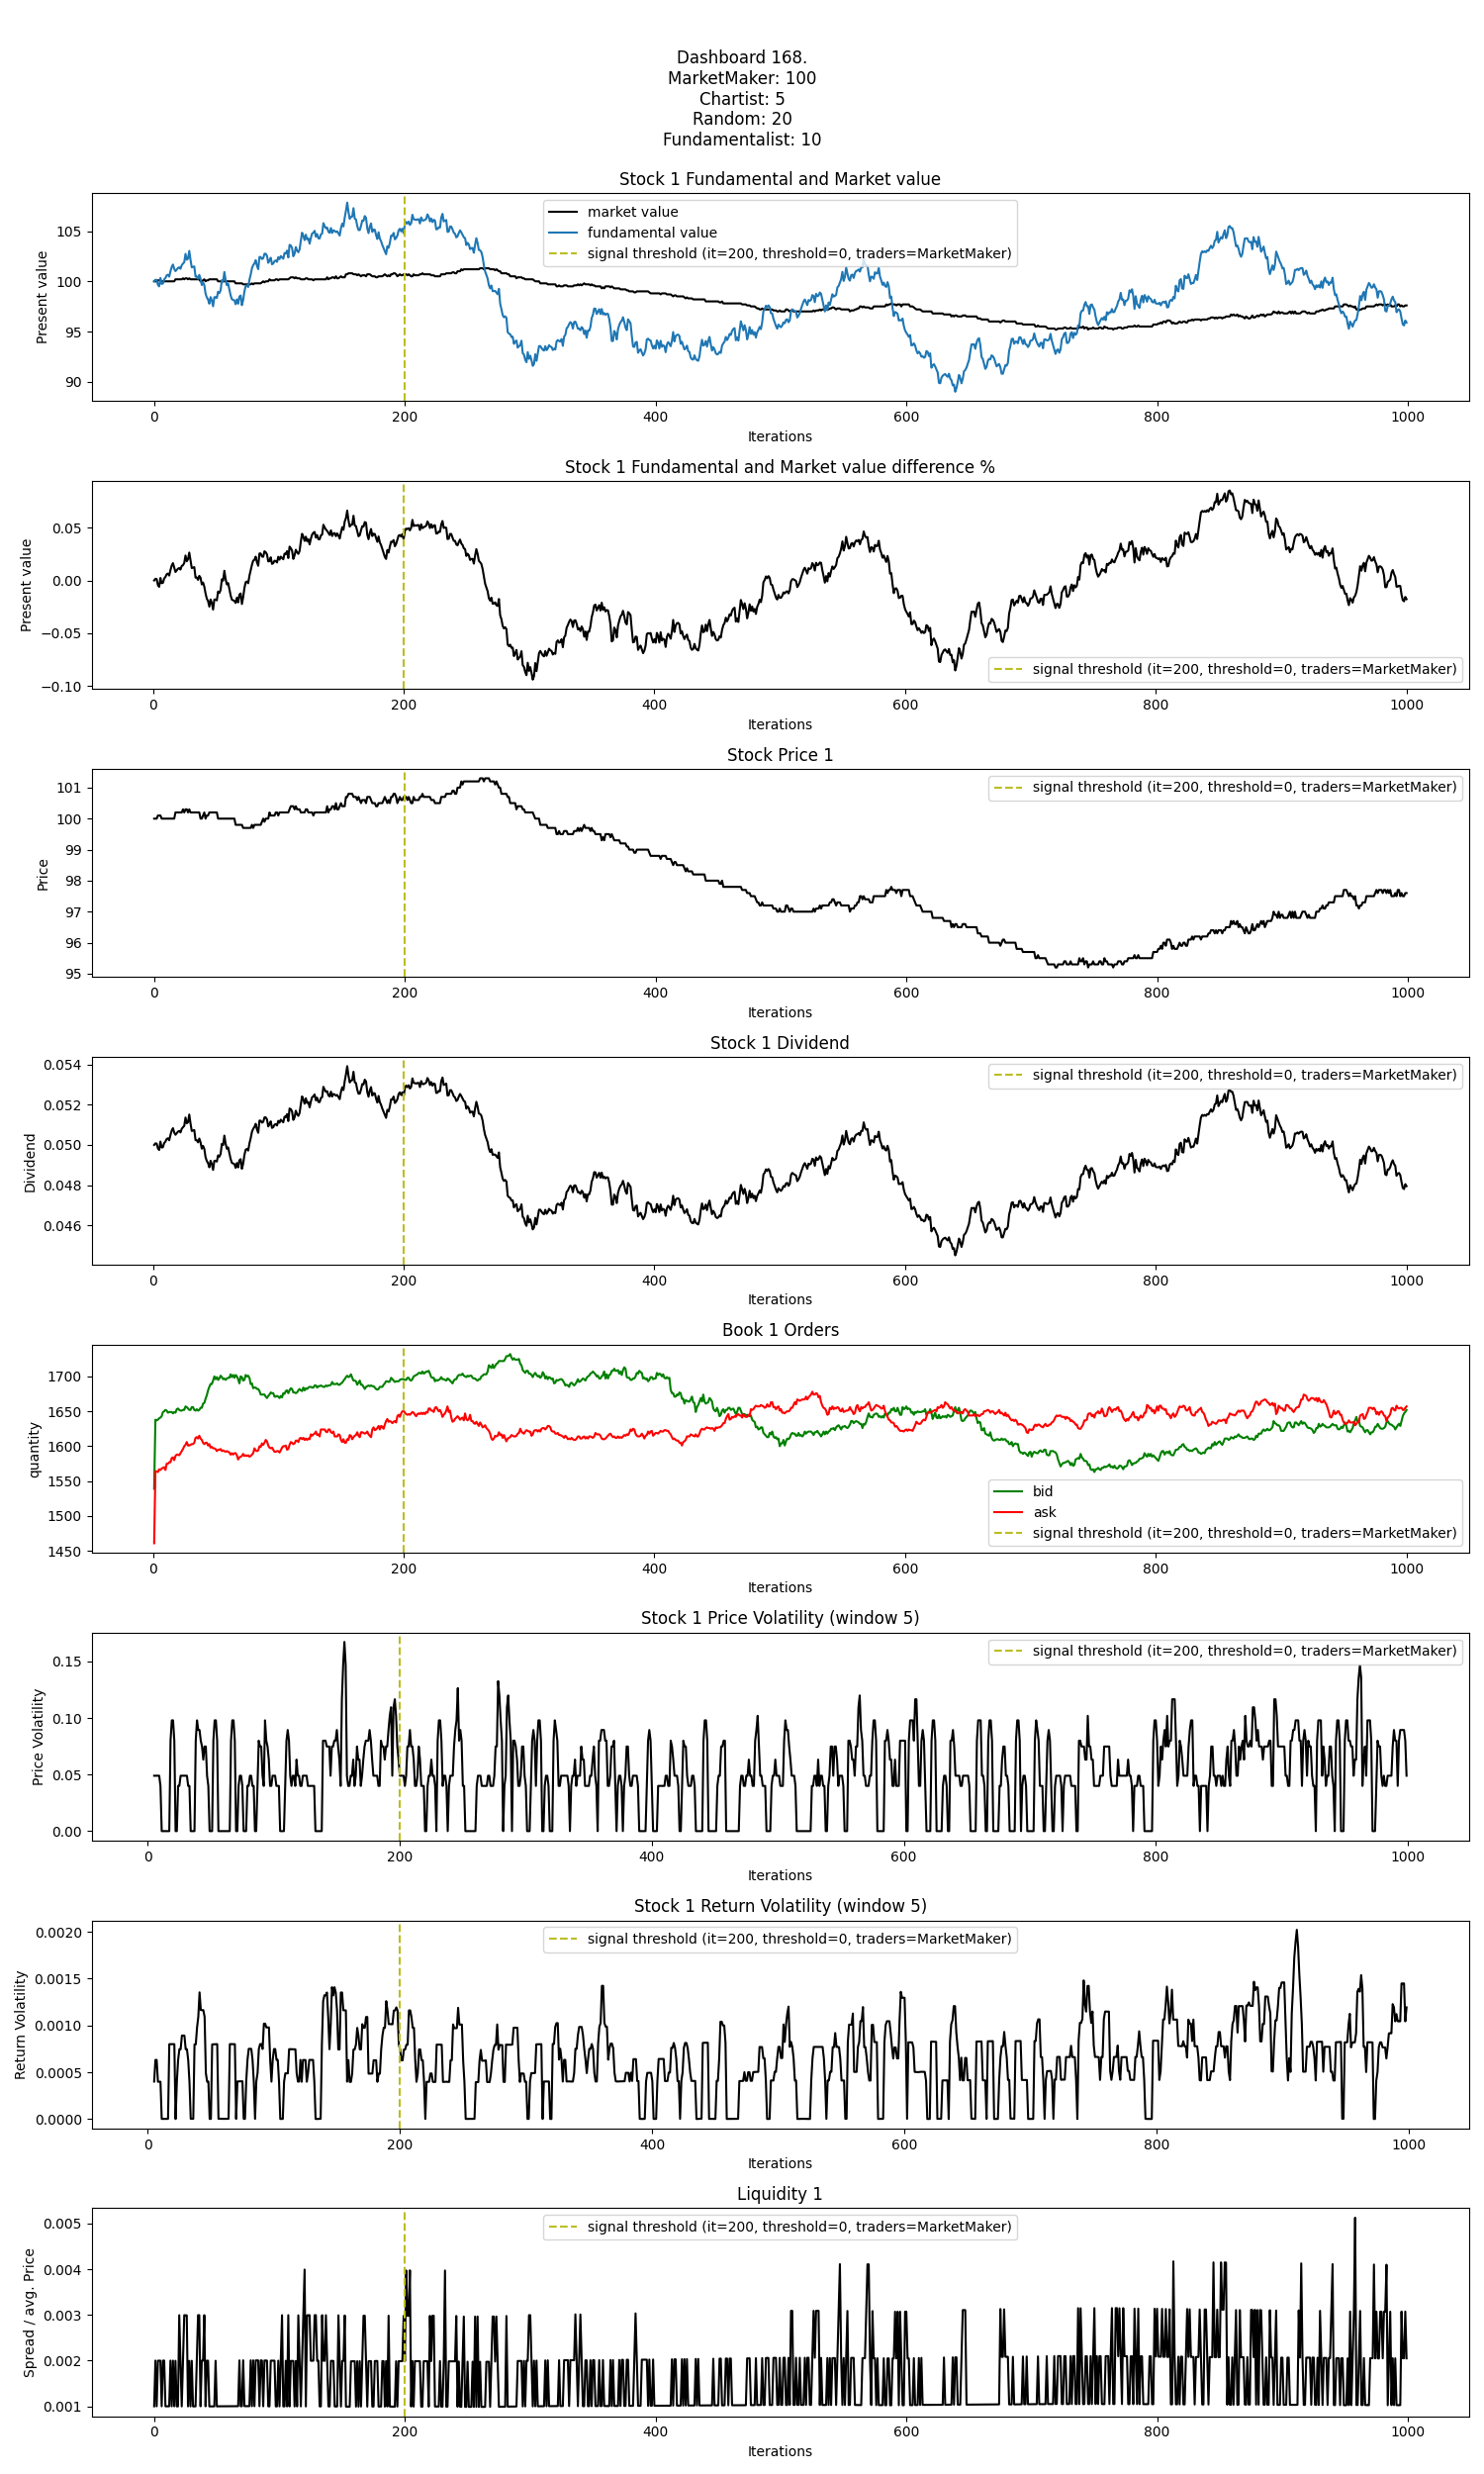 Dashboard 168.
MarketMaker: 100
Chartist: 5
Random: 20
Fundamentalist: 10
Stock 1 Fundamental and Market value
market value
fundamental value
signal threshold (it=200, threshold=0, traders=MarketMaker)
Present value
105
100
95
90
0 200 400 600 800 1000
Iterations
Stock 1 Fundamental and Market value difference %
Present value
0.05
0.00
−0.05
−0.10
signal threshold (it=200, threshold=0, traders=MarketMaker)
0 200 400 600 800 1000
Iterations
Stock Price 1
signal threshold (it=200, threshold=0, traders=MarketMaker)
Price
101
100
99
98
97
96
95
0 200 400 600 800 1000
Iterations
Stock 1 Dividend
signal threshold (it=200, threshold=0, traders=MarketMaker)
Dividend
0.054
0.052
0.050
0.048
0.046
0 200 400 600 800 1000
Iterations
Book 1 Orders
quantity
1700
1650
1600
1550
1500
1450
bid
ask
signal threshold (it=200, threshold=0, traders=MarketMaker)
0 200 400 600 800 1000
Iterations
Stock 1 Price Volatility (window 5)
signal threshold (it=200, threshold=0, traders=MarketMaker)
Price Volatility
0.15
0.10
0.05
0.00
0 200 400 600 800 1000
Iterations
Stock 1 Return Volatility (window 5)
signal threshold (it=200, threshold=0, traders=MarketMaker)
Return Volatility
0.0020
0.0015
0.0010
0.0005
0.0000
0 200 400 600 800 1000
Iterations
Liquidity 1
signal threshold (it=200, threshold=0, traders=MarketMaker)
Spread / avg. Price
0.005
0.004
0.003
0.002
0.001
0 200 400 600 800 1000
Iterations